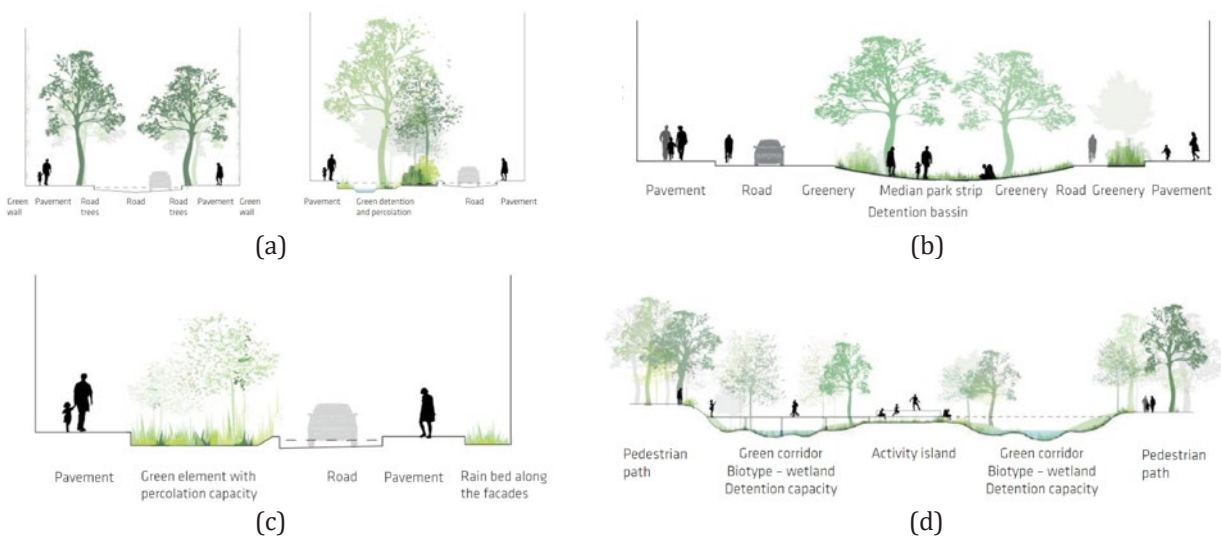 Green wall
Pavement
Road trees
Road
Road trees
Pavement
Green wall
Pavement
Green detention
and percolation
Road
Pavement
(a)
Pavement
Road
Greenery
Median park strip
Detention bassin
Greenery
Road
Greenery
Pavement
(b)
Pavement
Green element with
percolation capacity
Road
Pavement
Rain bed along
the facades
(c)
Pedestrian
path
Green corridor
Biotype – wetland
Detention capacity
Activity island
Green corridor
Biotype – wetland
Detention capacity
Pedestrian
path
(d)